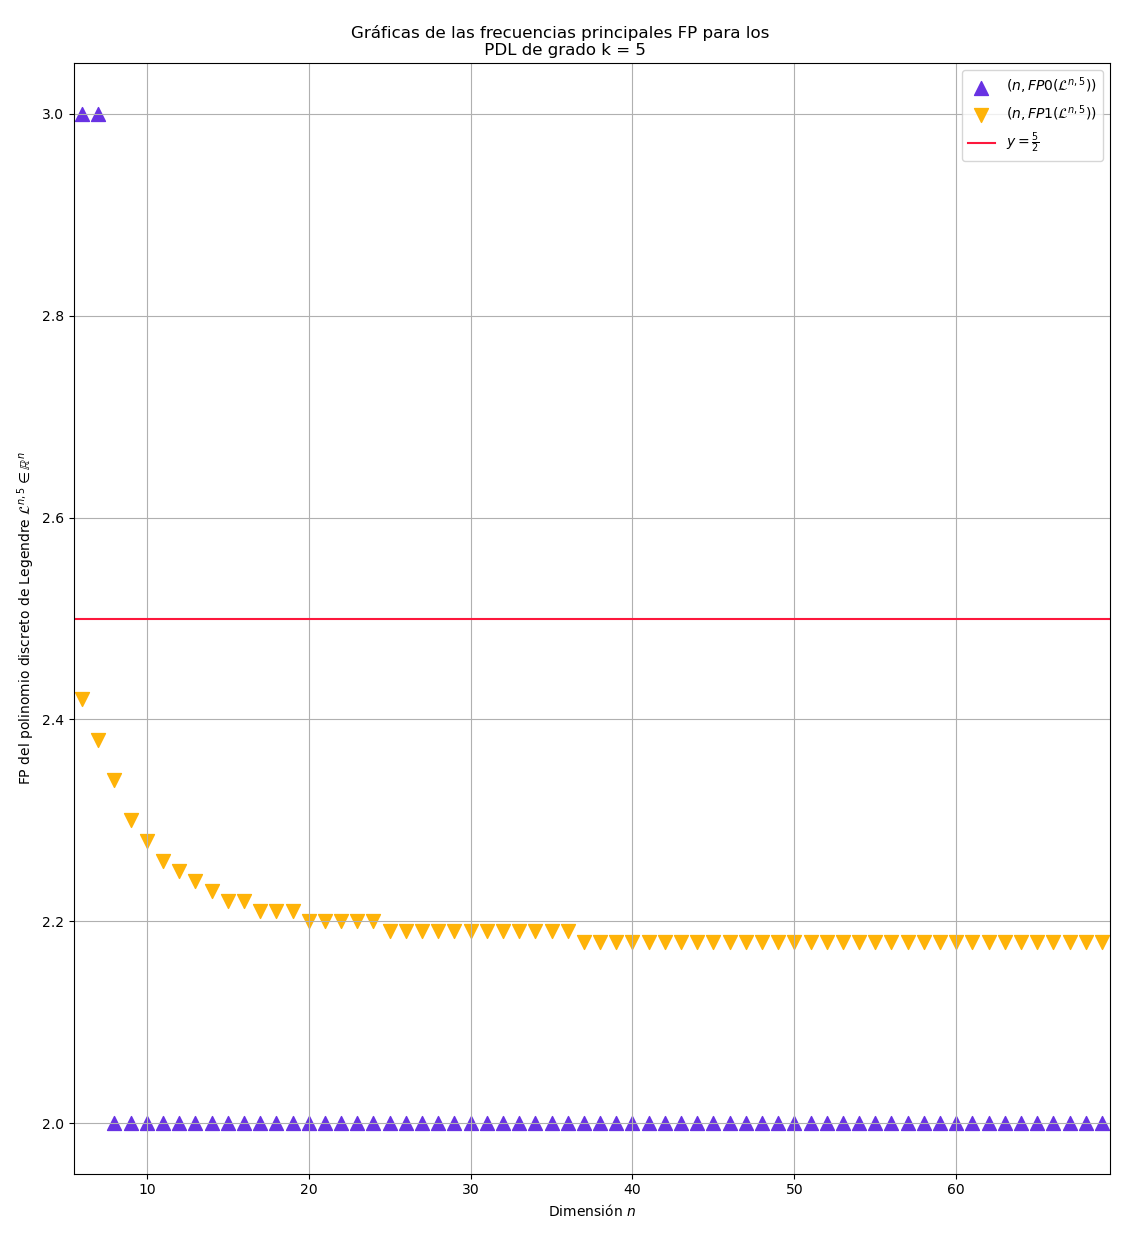 Gráficas de las frecuencias principales FP para los
PDL de grado k = 5
(n, FP0(ℒ^{n,5}))
(n, FP1(ℒ^{n,5}))
y = 5/2
FP del polinomio discreto de Legendre ℒ^{n,5} ∈ ℝ^n
3.0
2.8
2.6
2.4
2.2
2.0
10 20 30 40 50 60
Dimensión n